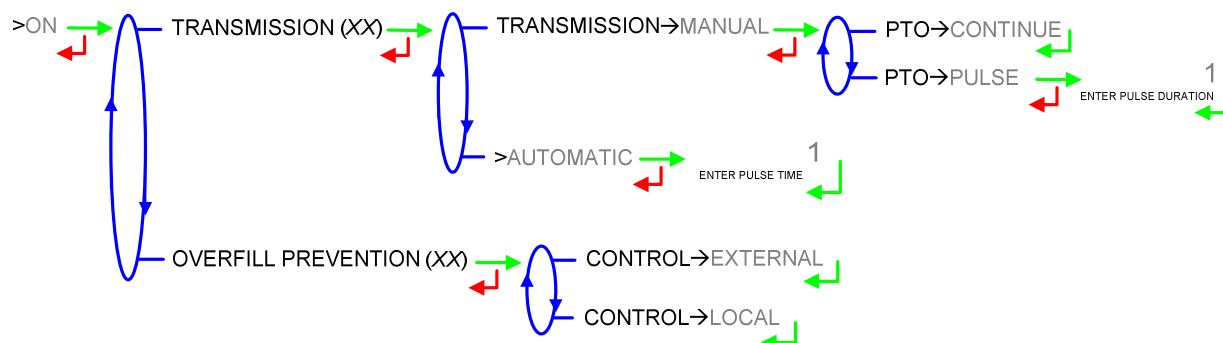 >ON
TRANSMISSION (XX)
TRANSMISSION→MANUAL
PTO→CONTINUE
PTO→PULSE
1
ENTER PULSE DURATION
>AUTOMATIC
1
ENTER PULSE TIME
OVERFILL PREVENTION (XX)
CONTROL→EXTERNAL
CONTROL→LOCAL